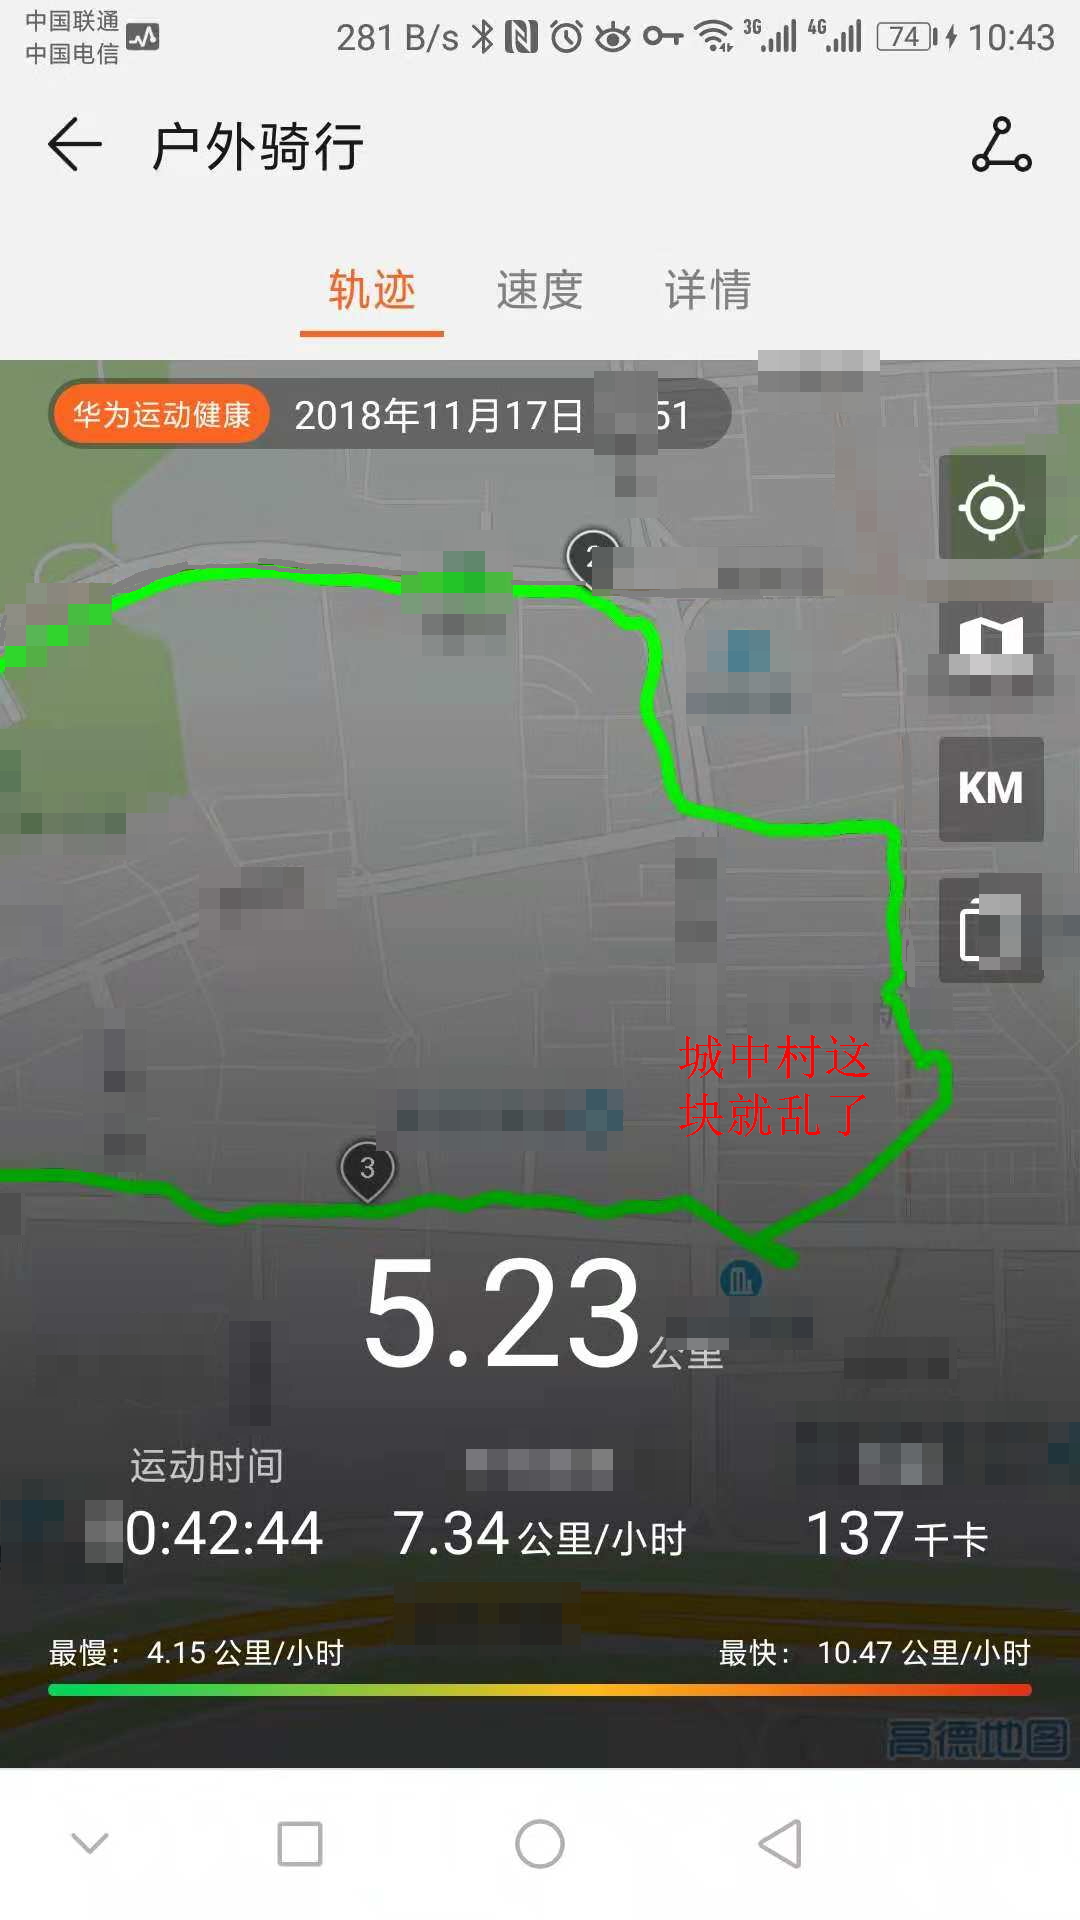 中国联通
中国电信
281 B/s
3G
4G
74
10:43
户外骑行
轨迹 速度 详情
华为运动健康 2018年11月17日 51
2
KM
城中村这
块就乱了
3
5.23 公里
运动时间
0:42:44 7.34 公里/小时 137 千卡
最慢： 4.15 公里/小时 最快： 10.47 公里/小时
高德地图